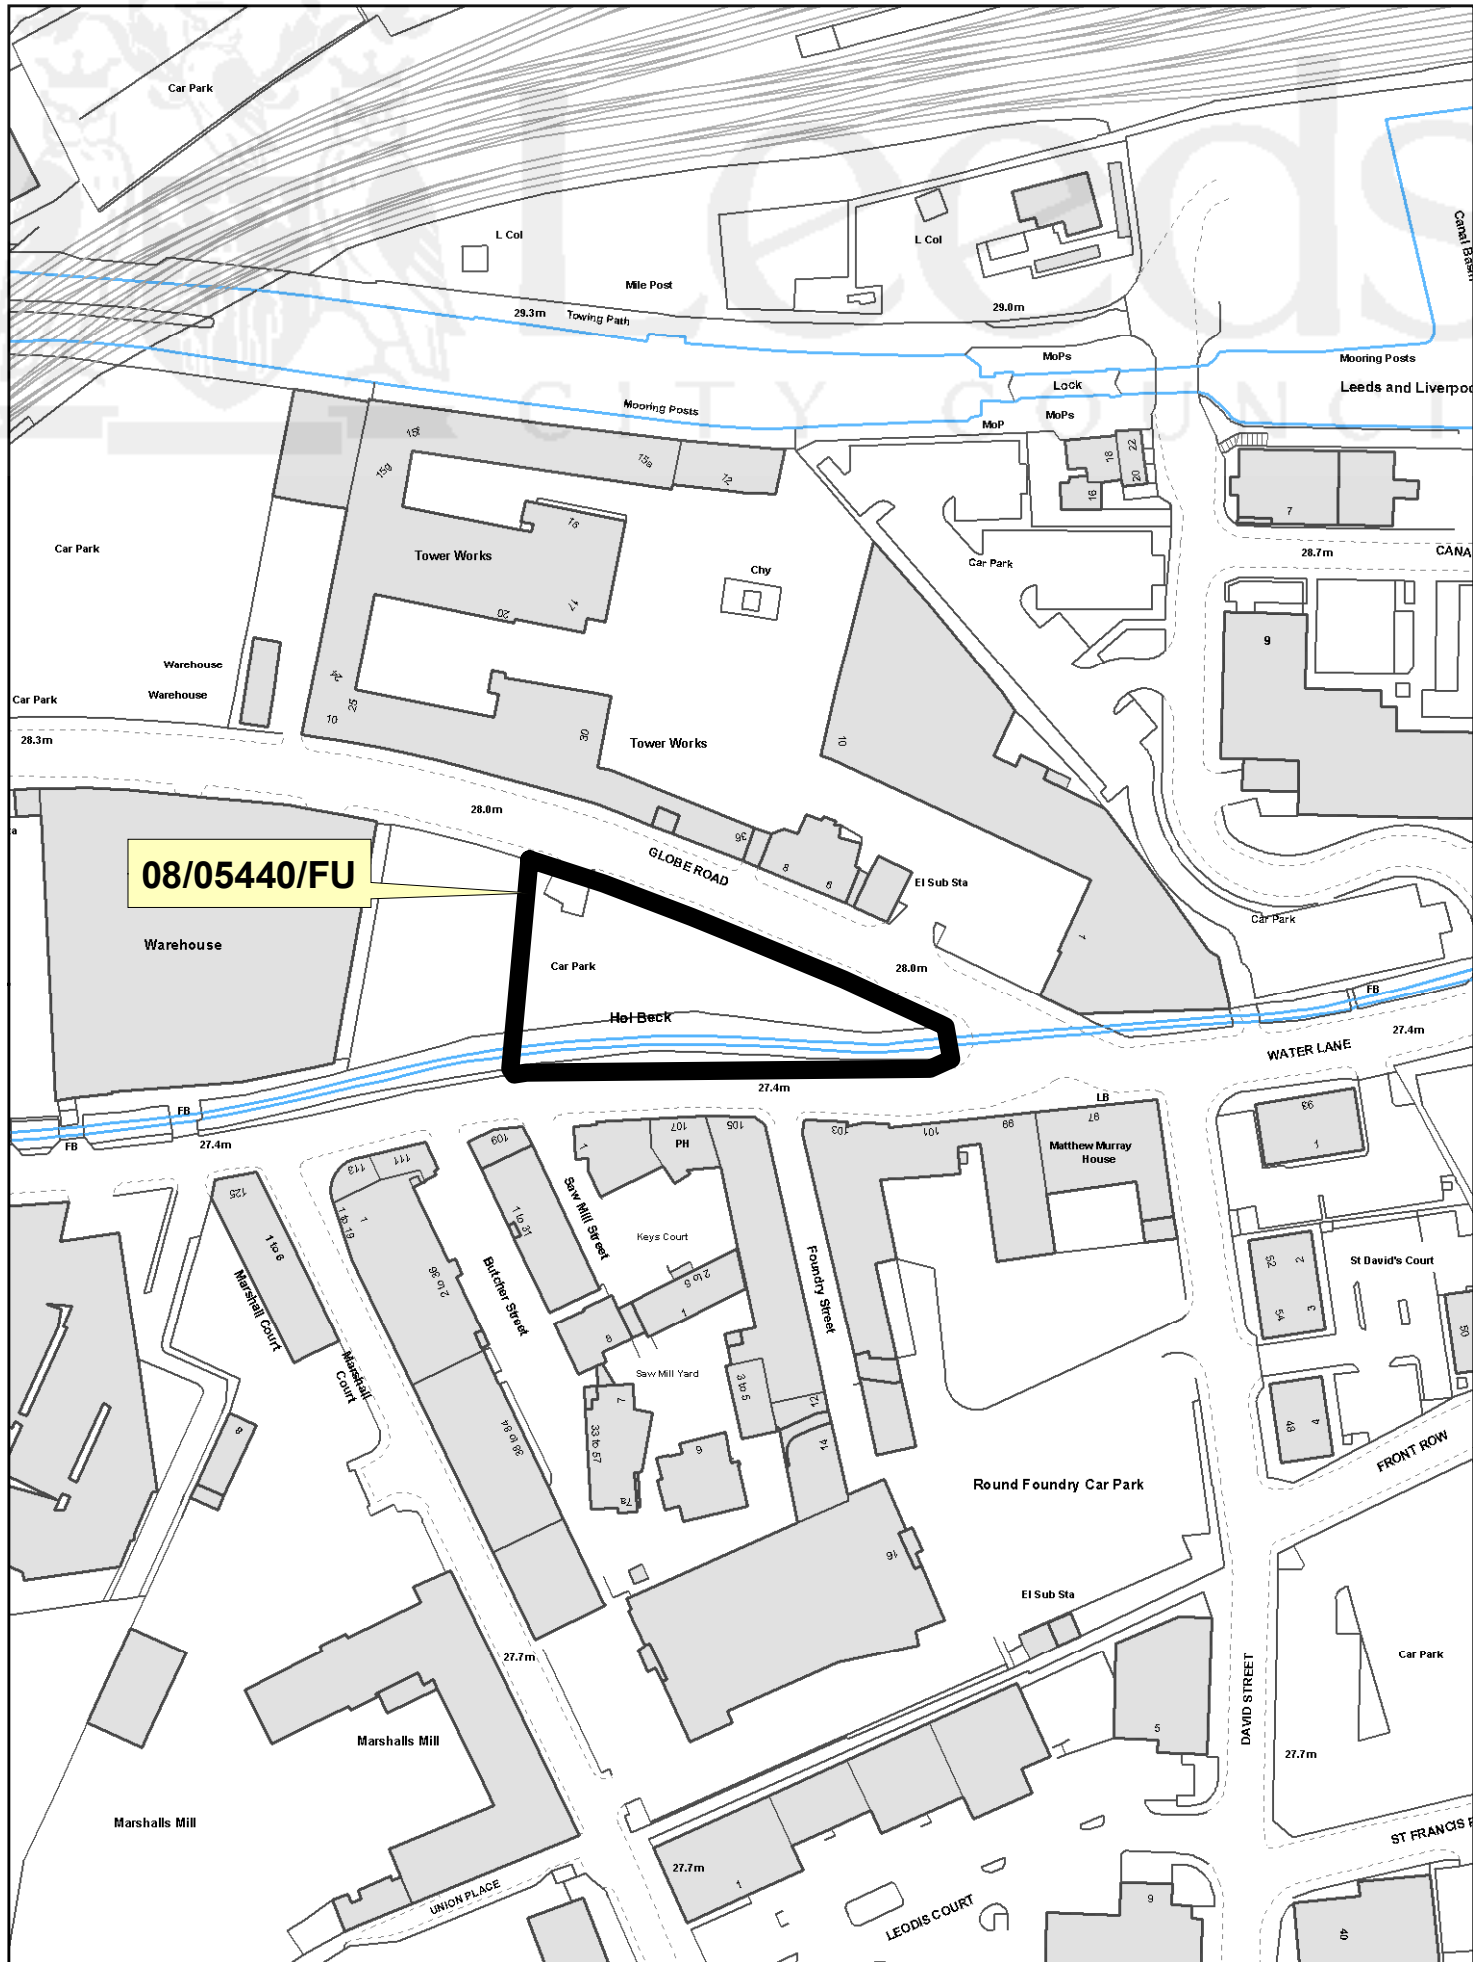 Leeds
CITY COUNC
Car Park
L Col
L Col
Canal Basin
Mile Post
29.3m
Towing Path
29.0m
MoPs
Mooring Posts
Lock
Leeds and Liverpoo
Mooring Posts
MoPs
MoP
15f
15g
15a
12
18
22
20
16
7
18
Car Park
Tower Works
Car Park
28.7m
CANA
Chy
17
20
9
Warehouse
Warehouse
24
25
10
Car Park
28.3m
30
Tower Works
10
28.0m
36
GLOBE ROAD
8
6
El Sub Sta
08/05440/FU
Warehouse
Car Park
28.0m
7
Car Park
Hol Beck
FB
27.4m
WATER LANE
27.4m
FB
27.4m
FB
LB
97
99
101
103
105
107
PH
1
109
111
113
93
1
Matthew Murray
House
125
1 to 6
1 to 19
1
2 to 36
Saw Mill Street
1 to 31
Keys Court
2 to 6
1
Foundry Street
Butcher Street
Marshall Court
Marshall
Court
52
2
54
3
St David's Court
50
9
Saw Mill Yard
3 to 5
12
7
33 to 57
7a
6
14
38 to 84
8
48
4
FRONT ROW
Round Foundry Car Park
16
El Sub Sta
27.7m
Car Park
DAVID STREET
5
27.7m
Marshalls Mill
Marshalls Mill
ST FRANCIS
27.7m
1
UNION PLACE
LEODIS COURT
9
40